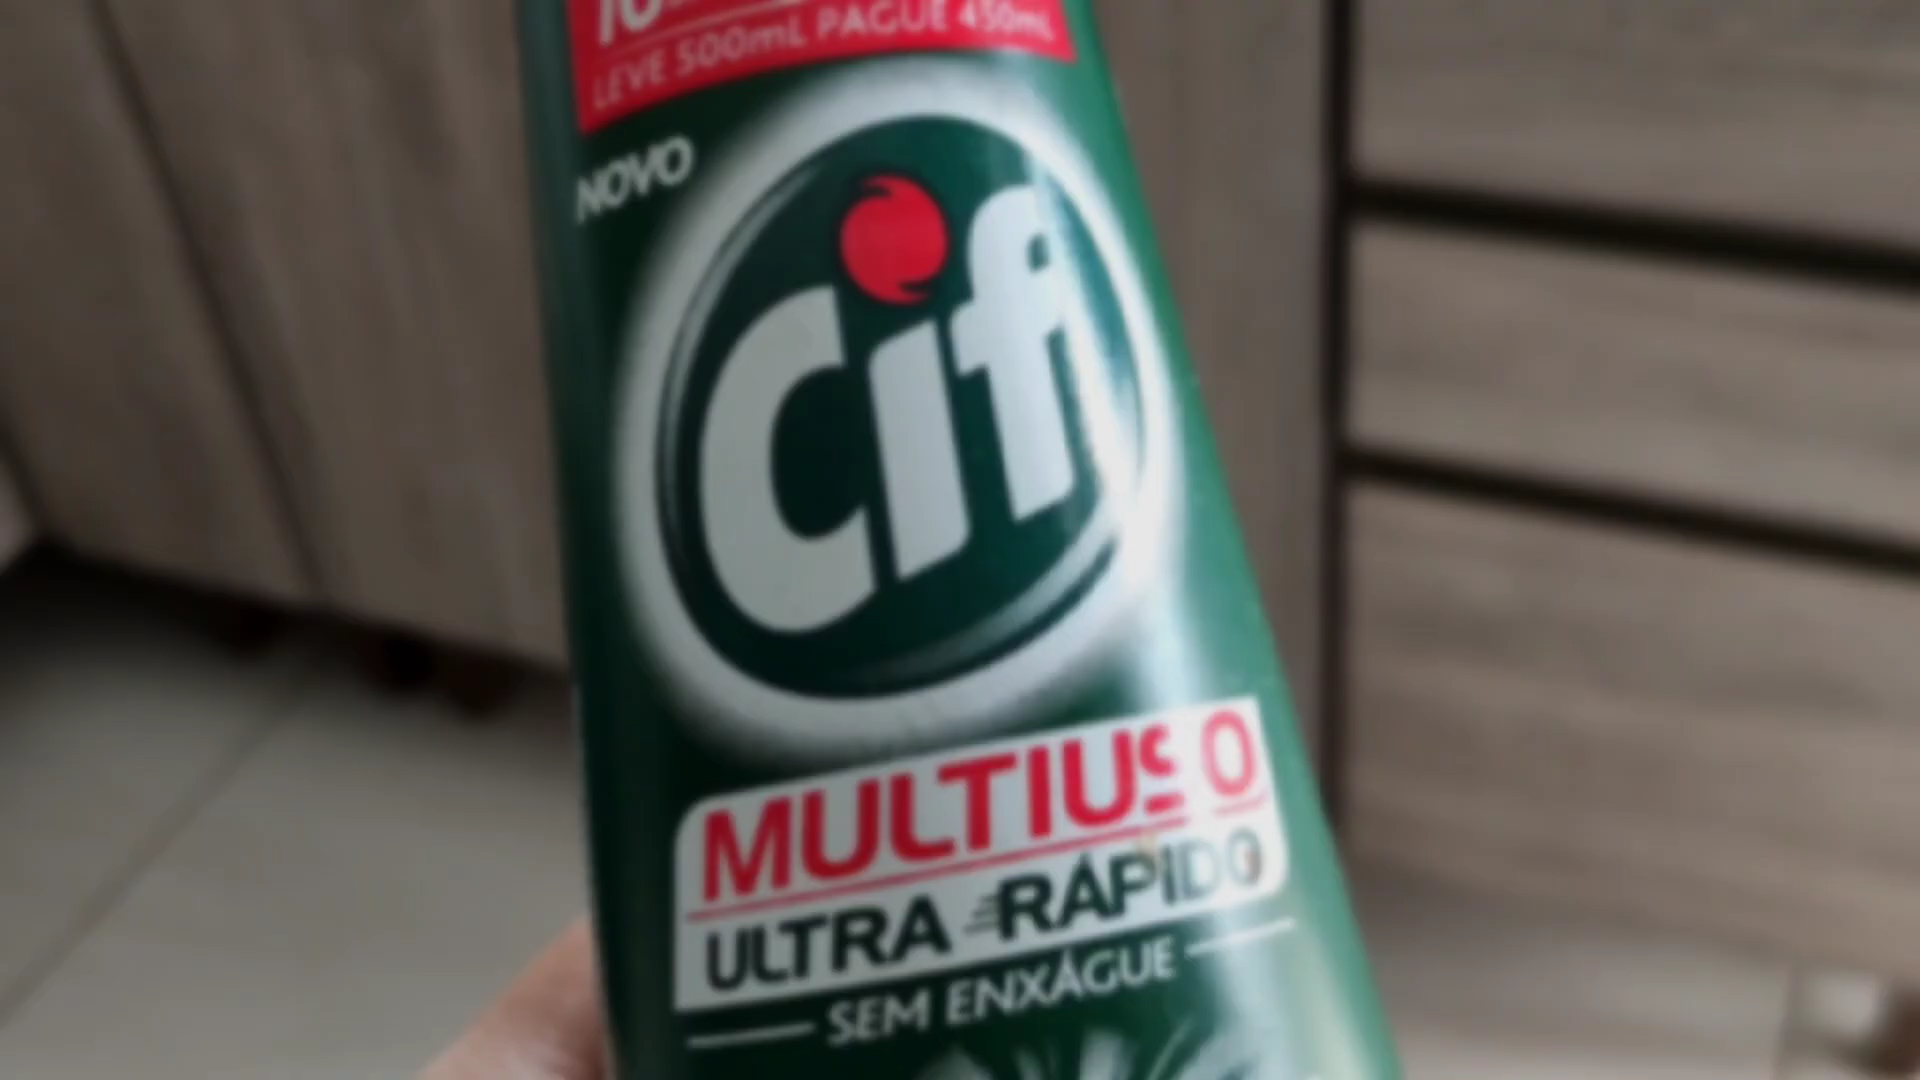 LEVE 500mL PAGUE 450mL
NOVO
Cif
MULTIUSO
ULTRA RÁPIDO
SEM ENXÁGUE